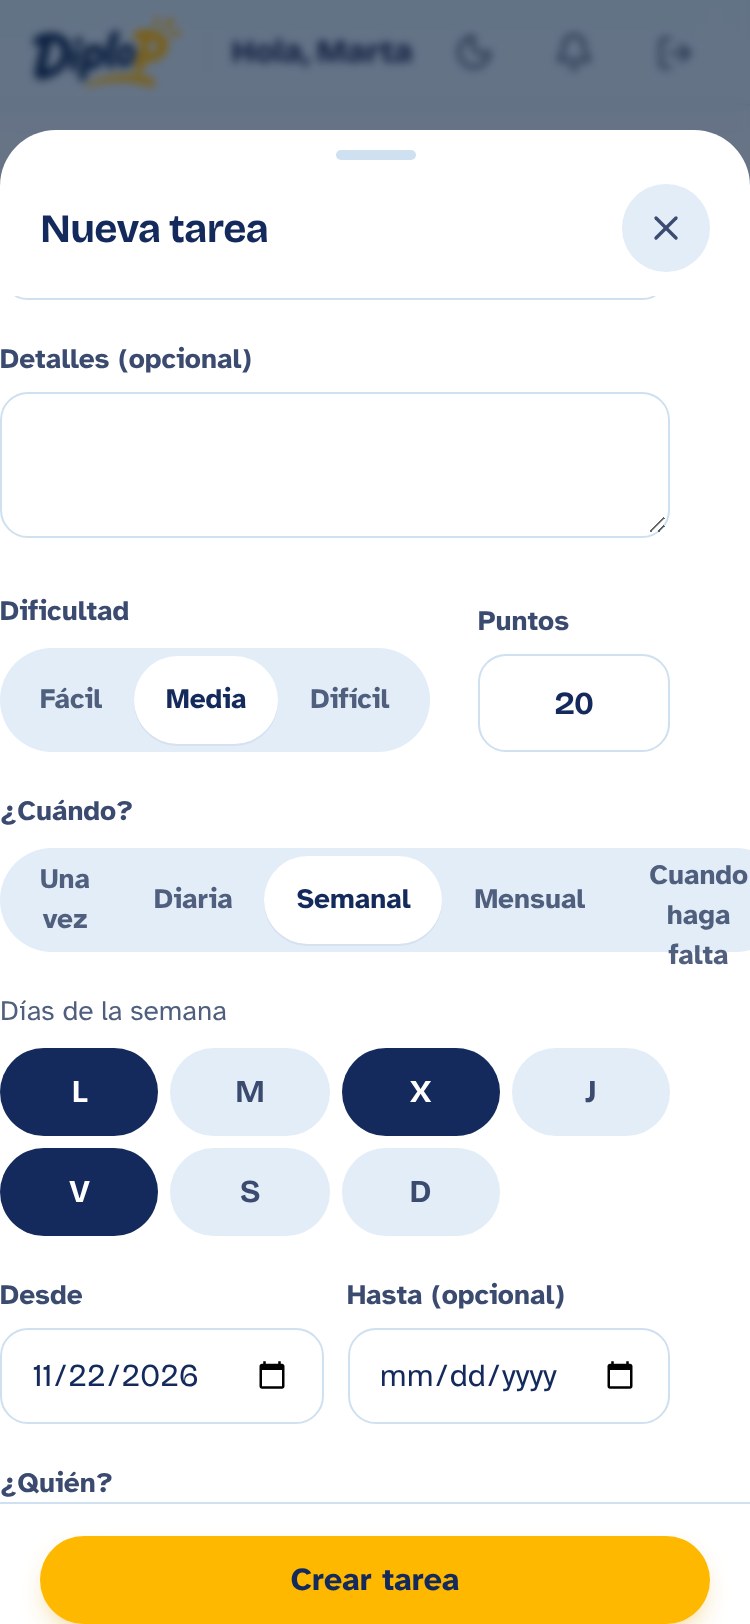 DiploP
Hola, Marta
Nueva tarea
Detalles (opcional)
Dificultad
Puntos
Fácil
Media
Difícil
20
¿Cuándo?
Una
vez
Diaria
Semanal
Mensual
Cuando
haga
falta
Días de la semana
L
M
X
J
V
S
D
Desde
Hasta (opcional)
11/22/2026
mm/dd/yyyy
¿Quién?
Crear tarea